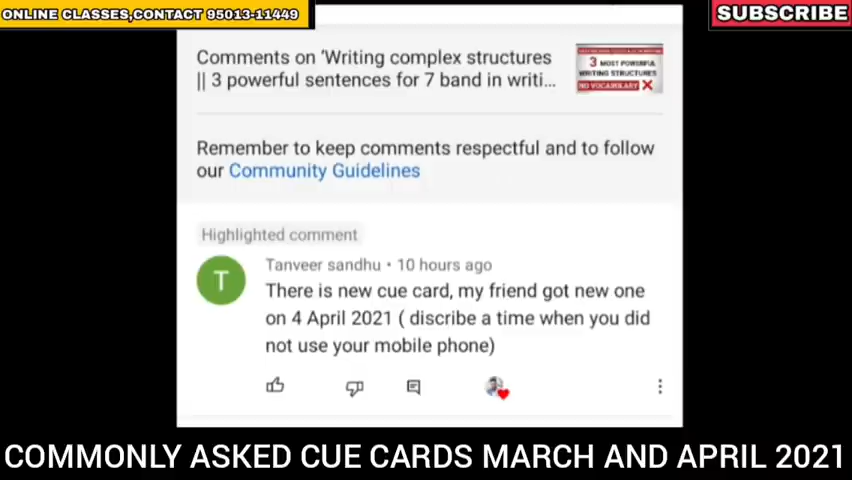 ONLINE CLASSES,CONTACT 95013-11449
SUBSCRIBE
Comments on 'Writing complex structures
|| 3 powerful sentences for 7 band in writi...
3 MOST POWERFUL
WRITING STRUCTURES
NO VOCABULARY
Remember to keep comments respectful and to follow
our Community Guidelines
Highlighted comment
T
Tanveer sandhu • 10 hours ago
There is new cue card, my friend got new one
on 4 April 2021 ( discribe a time when you did
not use your mobile phone)
COMMONLY ASKED CUE CARDS MARCH AND APRIL 2021